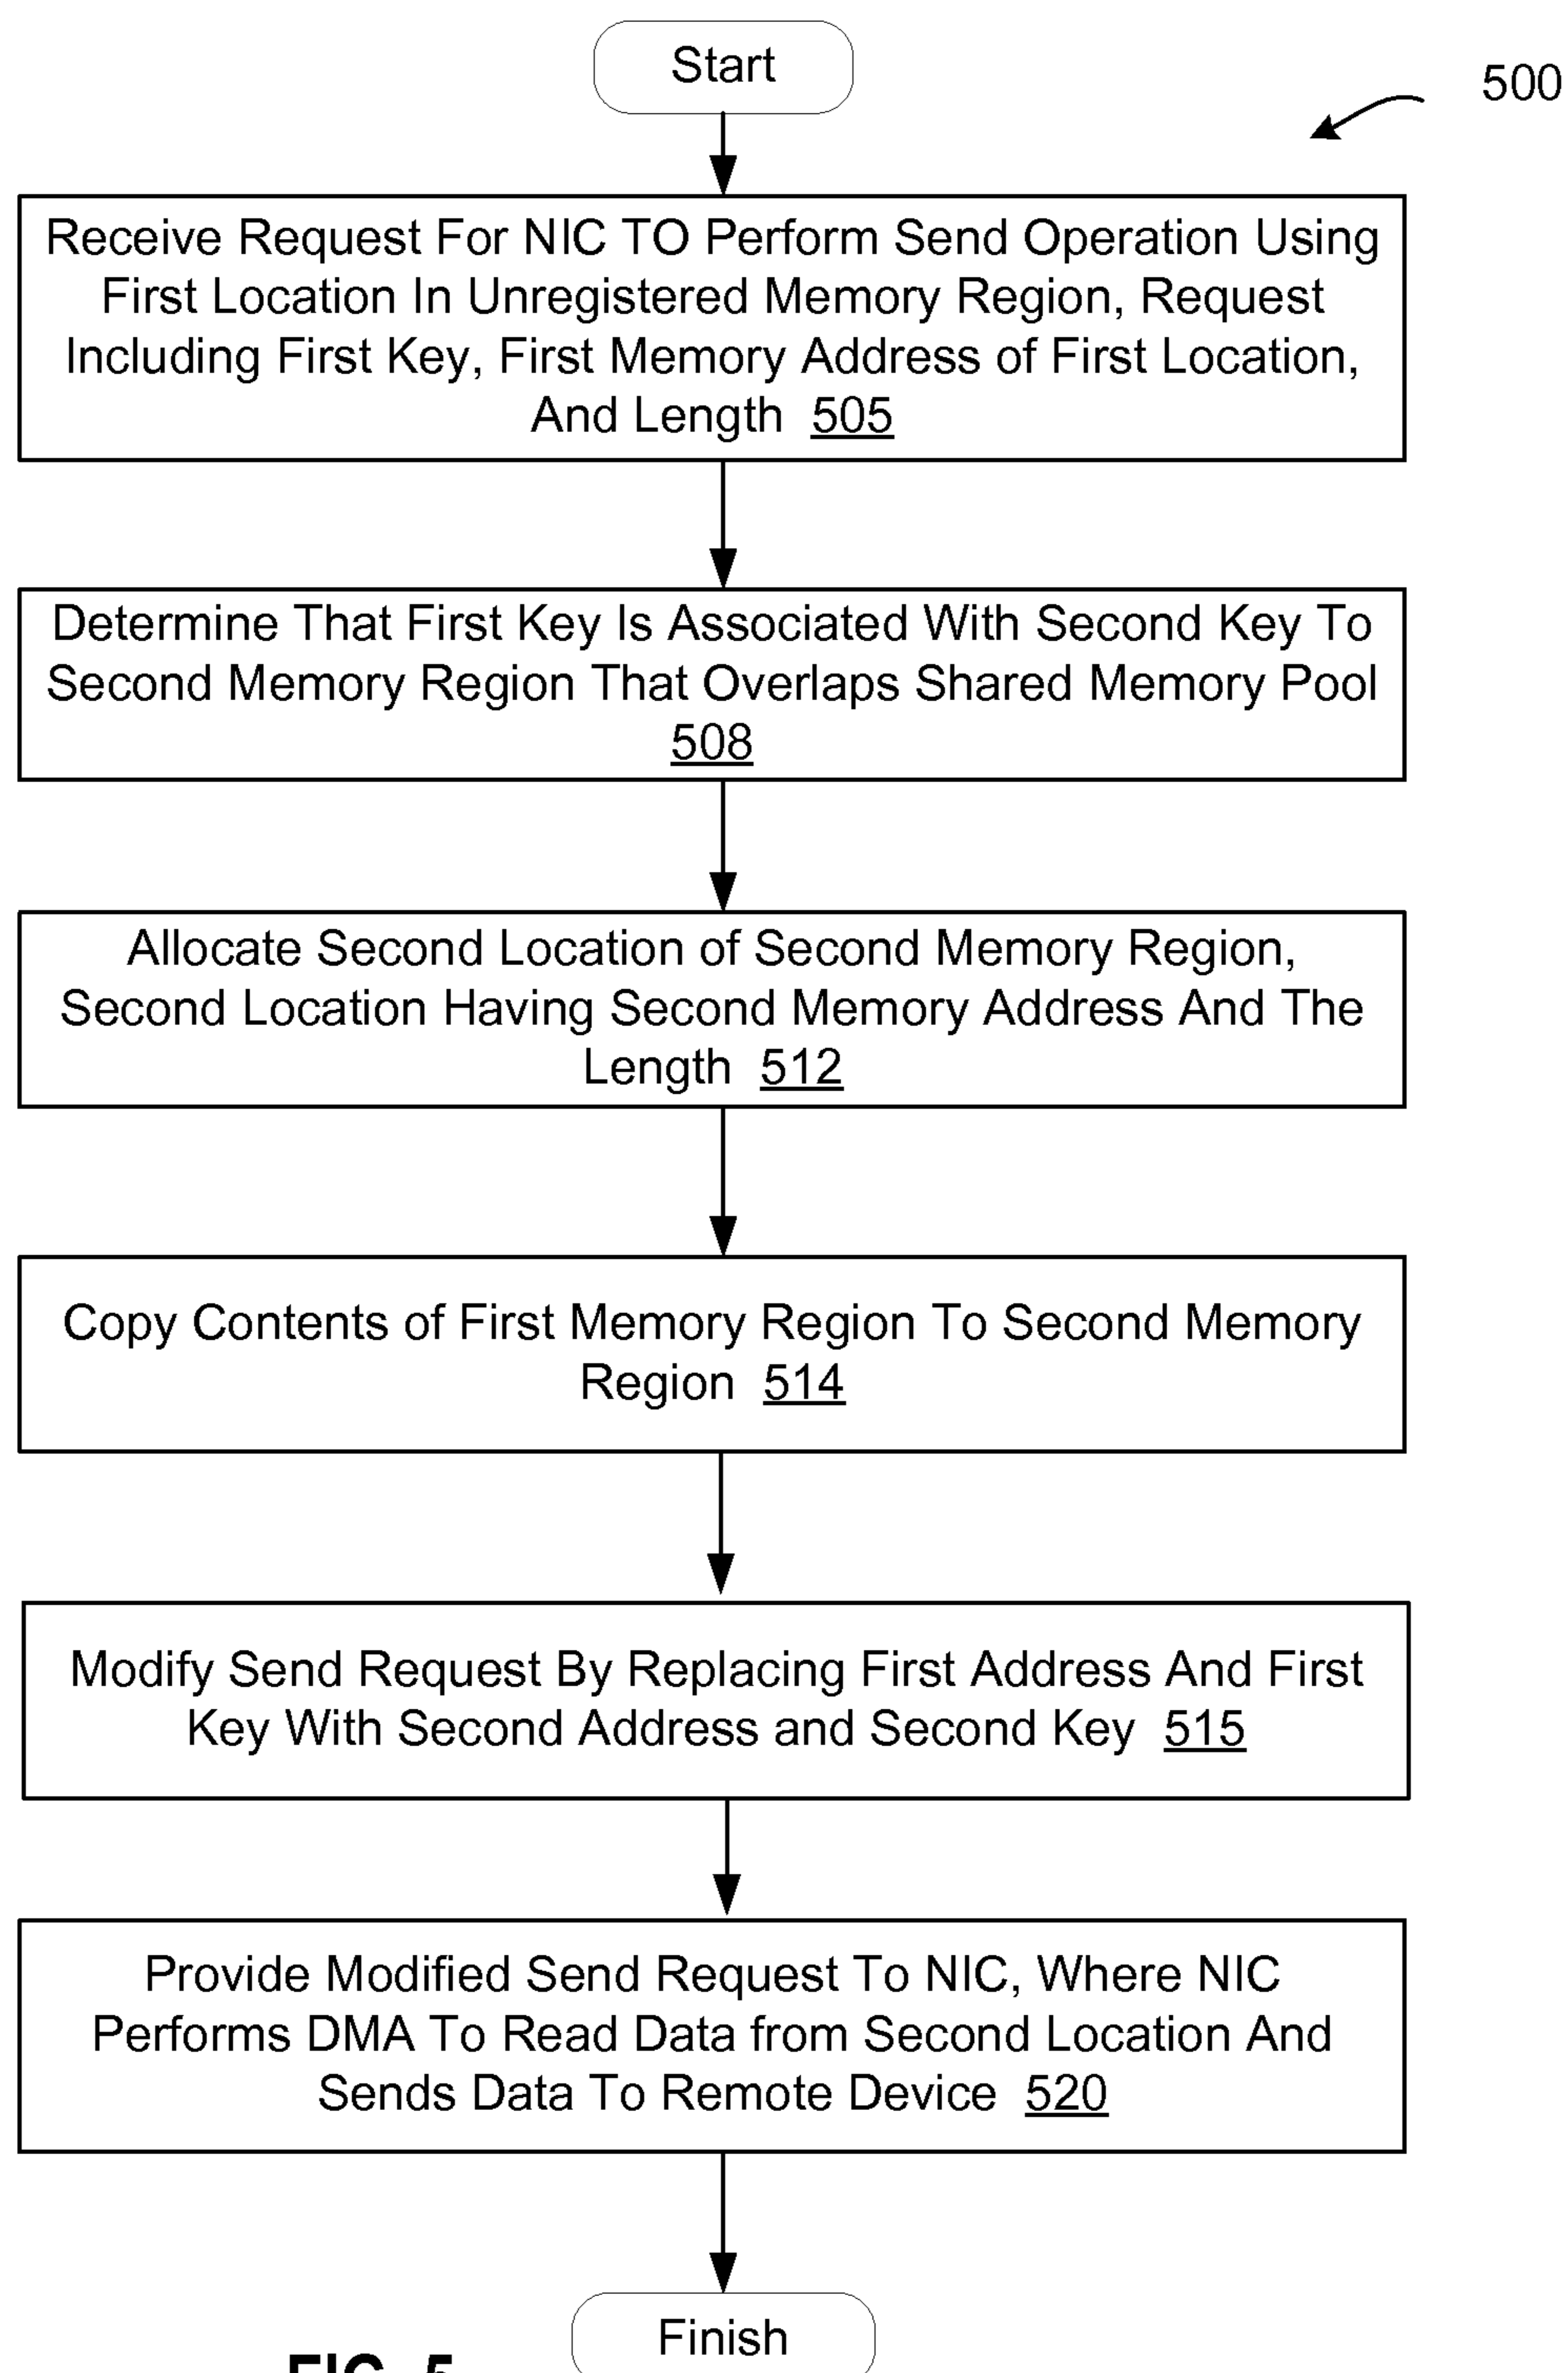 Start
500
Receive Request For NIC TO Perform Send Operation Using
First Location In Unregistered Memory Region, Request
Including First Key, First Memory Address of First Location,
And Length 505
Determine That First Key Is Associated With Second Key To
Second Memory Region That Overlaps Shared Memory Pool
508
Allocate Second Location of Second Memory Region,
Second Location Having Second Memory Address And The
Length 512
Copy Contents of First Memory Region To Second Memory
Region 514
Modify Send Request By Replacing First Address And First
Key With Second Address and Second Key 515
Provide Modified Send Request To NIC, Where NIC
Performs DMA To Read Data from Second Location And
Sends Data To Remote Device 520
Finish
FIG. 5